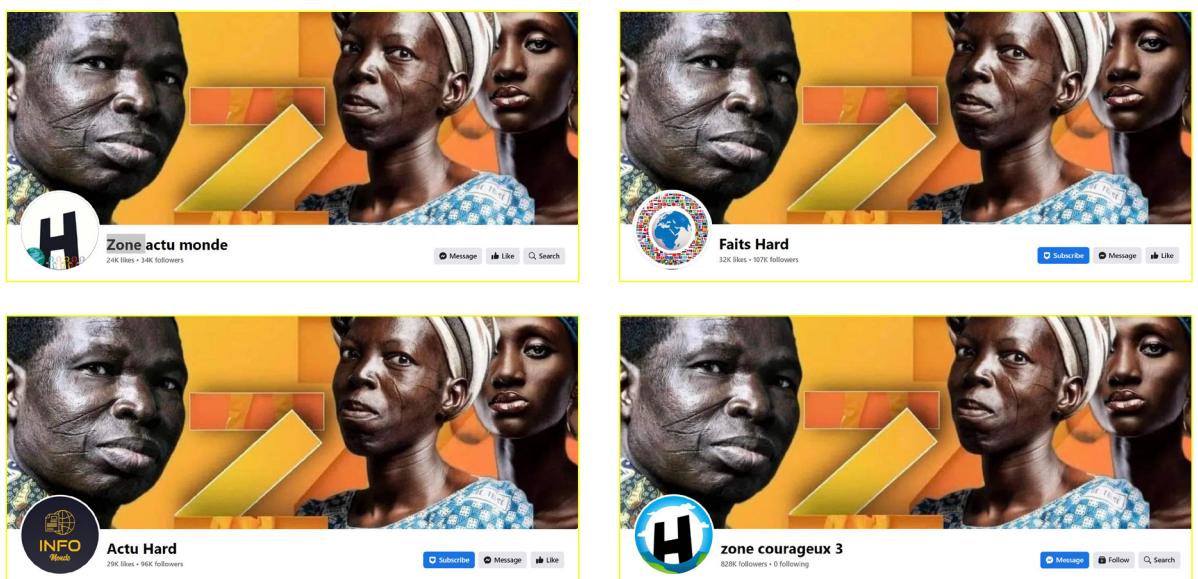 Zone actu monde
24K likes • 34K followers
Message
Like
Search
Faits Hard
32K likes • 107K followers
Subscribe
Message
Like
INFO
Monde
Actu Hard
29K likes • 96K followers
Subscribe
Message
Like
H
zone courageux 3
828K followers • 0 following
Message
Follow
Search